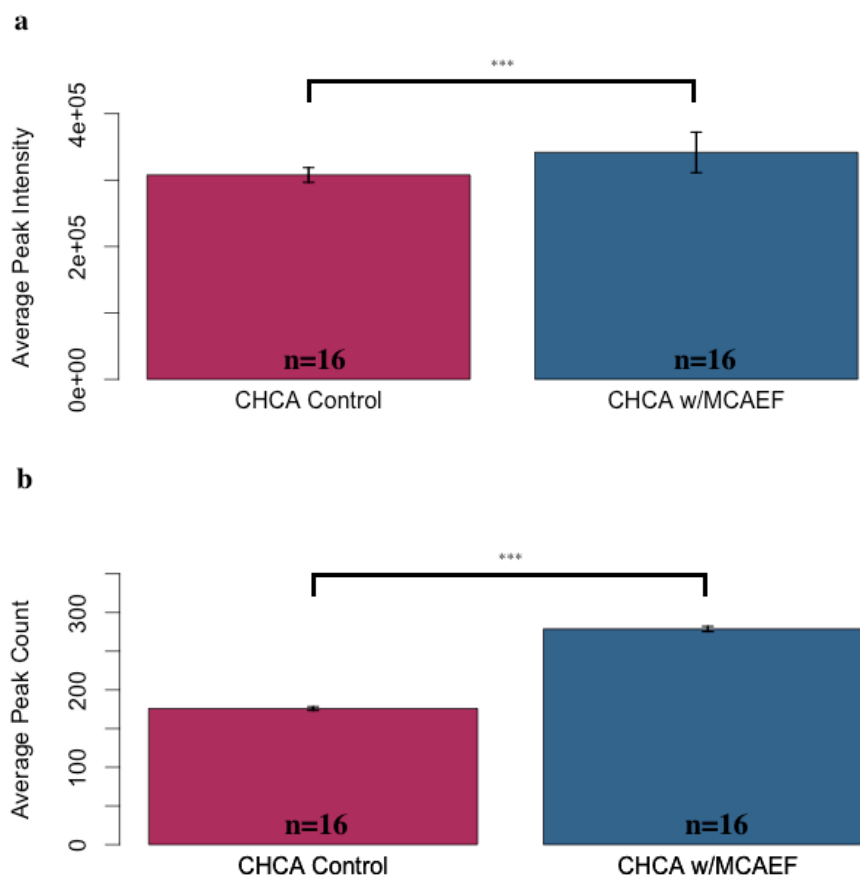 a
***
Average Peak Intensity
4e+05
2e+05
0e+00
n=16
n=16
CHCA Control
CHCA w/MCAEF
b
***
Average Peak Count
300
200
100
0
n=16
n=16
CHCA Control
CHCA w/MCAEF